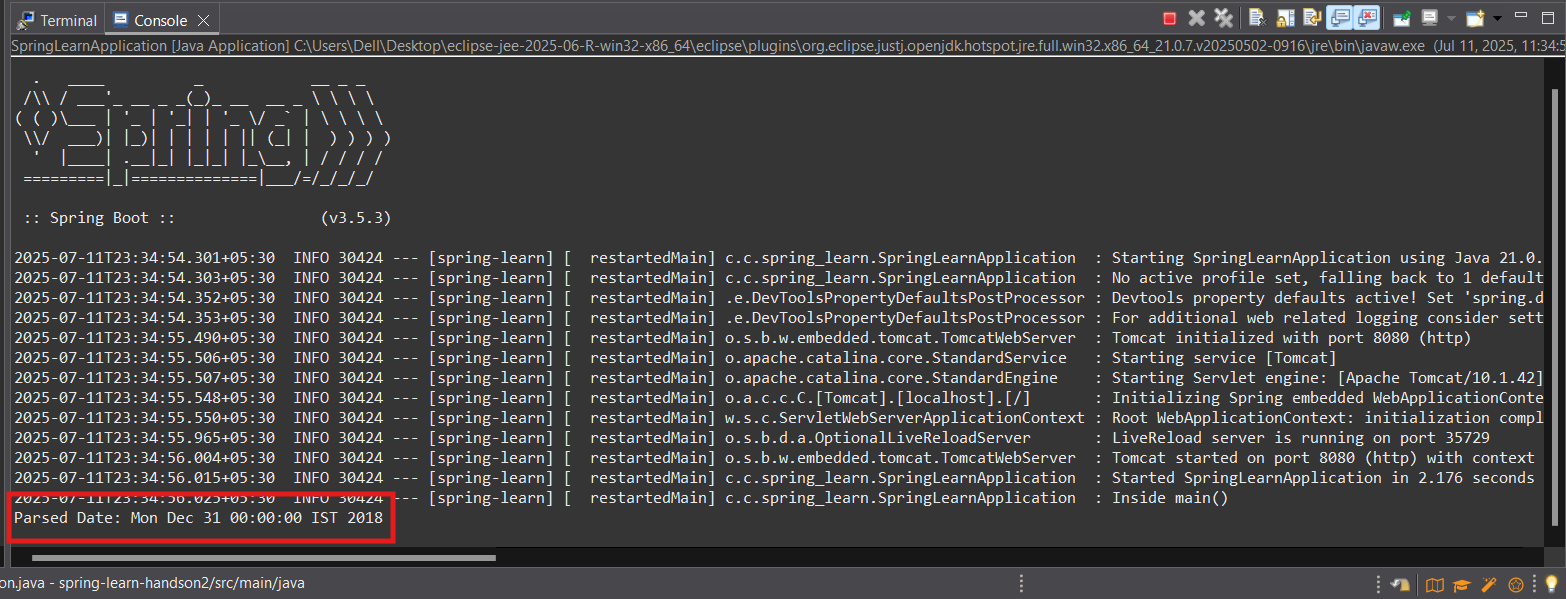 Terminal Console
SpringLearnApplication [Java Application] C:\Users\Dell\Desktop\eclipse-jee-2025-06-R-win32-x86_64\eclipse\plugins\org.eclipse.justj.openjdk.hotspot.jre.full.win32.x86_64_21.0.7.v20250502-0916\jre\bin\javaw.exe (Jul 11, 2025, 11:34:5
  .   ____          _            __ _ _
 /\\ / ___'_ __ _ _(_)_ __  __ _ \ \ \ \
( ( )\___ | '_ | '_| | '_ \/ _` | \ \ \ \
 \\/  ___)| |_)| | | | | || (_| |  ) ) ) )
  '  |____| .__|_| |_|_| |_\__, | / / / /
 =========|_|==============|___/=/_/_/_/
 :: Spring Boot ::                (v3.5.3)
2025-07-11T23:34:54.301+05:30  INFO 30424 --- [spring-learn] [  restartedMain] c.c.spring_learn.SpringLearnApplication  : Starting SpringLearnApplication using Java 21.0.
2025-07-11T23:34:54.303+05:30  INFO 30424 --- [spring-learn] [  restartedMain] c.c.spring_learn.SpringLearnApplication  : No active profile set, falling back to 1 default
2025-07-11T23:34:54.352+05:30  INFO 30424 --- [spring-learn] [  restartedMain] .e.DevToolsPropertyDefaultsPostProcessor : Devtools property defaults active! Set 'spring.d
2025-07-11T23:34:54.353+05:30  INFO 30424 --- [spring-learn] [  restartedMain] .e.DevToolsPropertyDefaultsPostProcessor : For additional web related logging consider sett
2025-07-11T23:34:55.490+05:30  INFO 30424 --- [spring-learn] [  restartedMain] o.s.b.w.embedded.tomcat.TomcatWebServer  : Tomcat initialized with port 8080 (http)
2025-07-11T23:34:55.506+05:30  INFO 30424 --- [spring-learn] [  restartedMain] o.apache.catalina.core.StandardService   : Starting service [Tomcat]
2025-07-11T23:34:55.507+05:30  INFO 30424 --- [spring-learn] [  restartedMain] o.apache.catalina.core.StandardEngine    : Starting Servlet engine: [Apache Tomcat/10.1.42]
2025-07-11T23:34:55.548+05:30  INFO 30424 --- [spring-learn] [  restartedMain] o.a.c.c.C.[Tomcat].[localhost].[/]       : Initializing Spring embedded WebApplicationConte
2025-07-11T23:34:55.550+05:30  INFO 30424 --- [spring-learn] [  restartedMain] w.s.c.ServletWebServerApplicationContext : Root WebApplicationContext: initialization compl
2025-07-11T23:34:55.965+05:30  INFO 30424 --- [spring-learn] [  restartedMain] o.s.b.d.a.OptionalLiveReloadServer       : LiveReload server is running on port 35729
2025-07-11T23:34:56.004+05:30  INFO 30424 --- [spring-learn] [  restartedMain] o.s.b.w.embedded.tomcat.TomcatWebServer  : Tomcat started on port 8080 (http) with context
2025-07-11T23:34:56.015+05:30  INFO 30424 --- [spring-learn] [  restartedMain] c.c.spring_learn.SpringLearnApplication  : Started SpringLearnApplication in 2.176 seconds
2025-07-11T23:34:56.025+05:30  INFO 30424 --- [spring-learn] [  restartedMain] c.c.spring_learn.SpringLearnApplication  : Inside main()
Parsed Date: Mon Dec 31 00:00:00 IST 2018
on.java - spring-learn-handson2/src/main/java